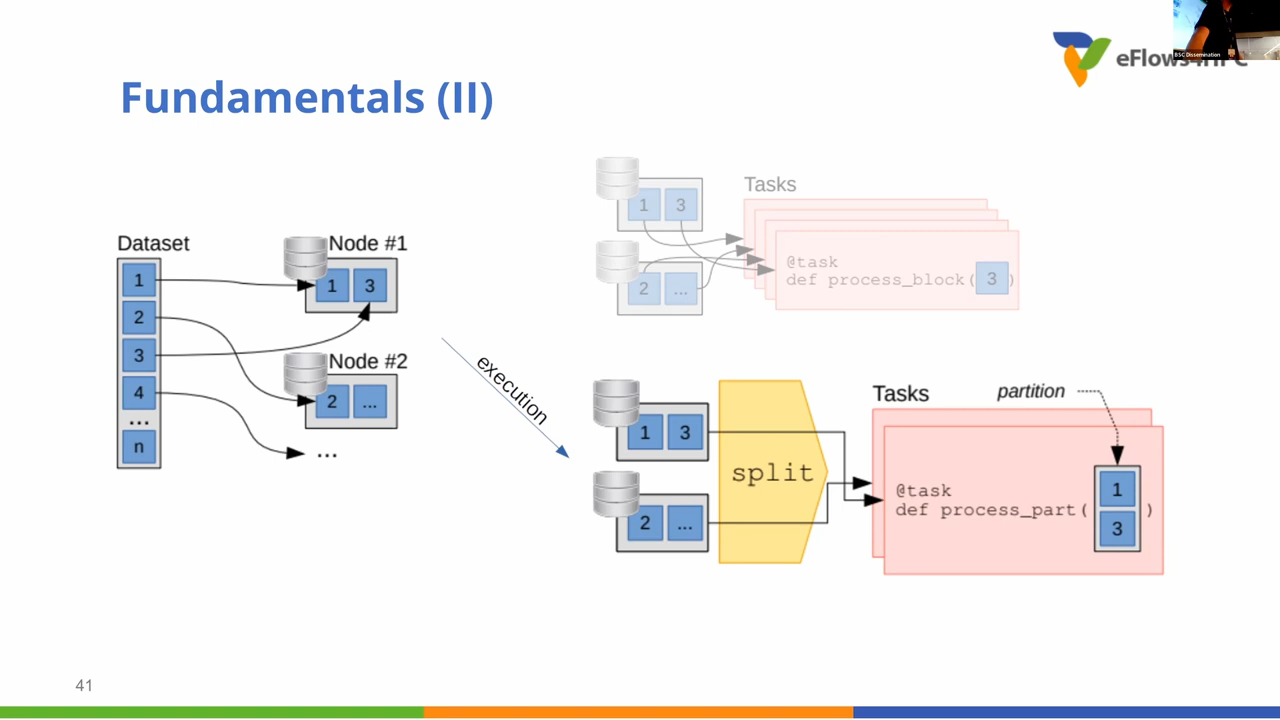 BSC Dissemination
eFlows4HPC
Fundamentals (II)
Dataset
1
2
3
4
...
n
Node #1
1 3
Node #2
2 ...
...
execution
1 3
2 ...
Tasks
@task
def process_block( 3 )
1 3
2 ...
split
Tasks
partition
@task
def process_part(
1
3
)
41